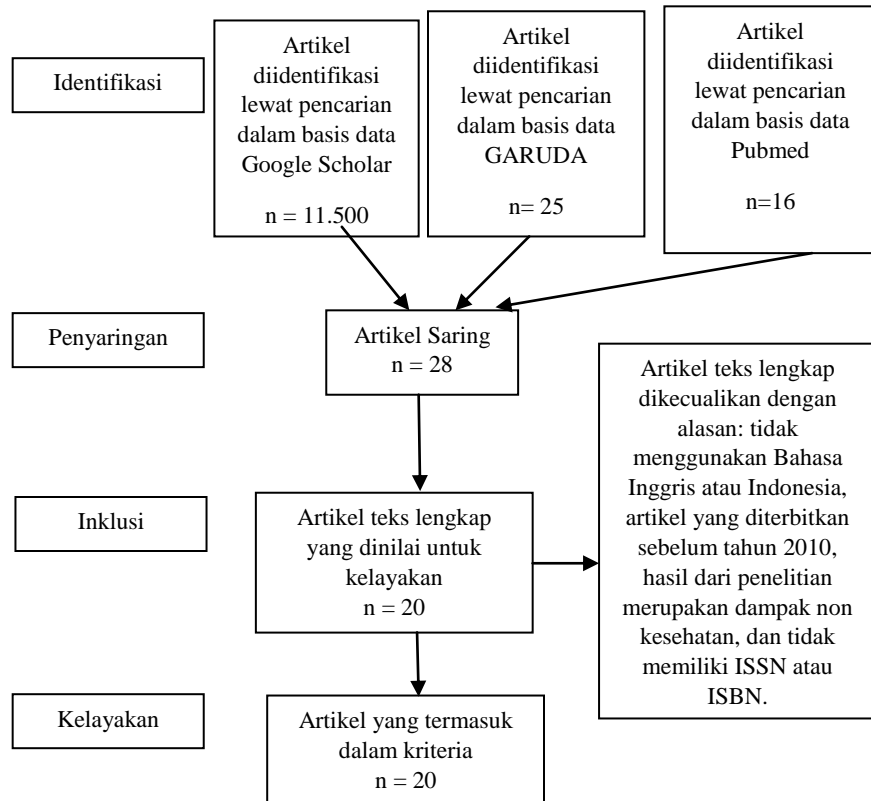 Identifikasi
Artikel
diidentifikasi
lewat pencarian
dalam basis data
Google Scholar
n = 11.500
Artikel
diidentifikasi
lewat pencarian
dalam basis data
GARUDA
n= 25
Artikel
diidentifikasi
lewat pencarian
dalam basis data
Pubmed
n=16
Penyaringan
Artikel Saring
n = 28
Artikel teks lengkap
dikecualikan dengan
alasan: tidak
menggunakan Bahasa
Inggris atau Indonesia,
artikel yang diterbitkan
sebelum tahun 2010,
hasil dari penelitian
merupakan dampak non
kesehatan, dan tidak
memiliki ISSN atau
ISBN.
Inklusi
Artikel teks lengkap
yang dinilai untuk
kelayakan
n = 20
Kelayakan
Artikel yang termasuk
dalam kriteria
n = 20